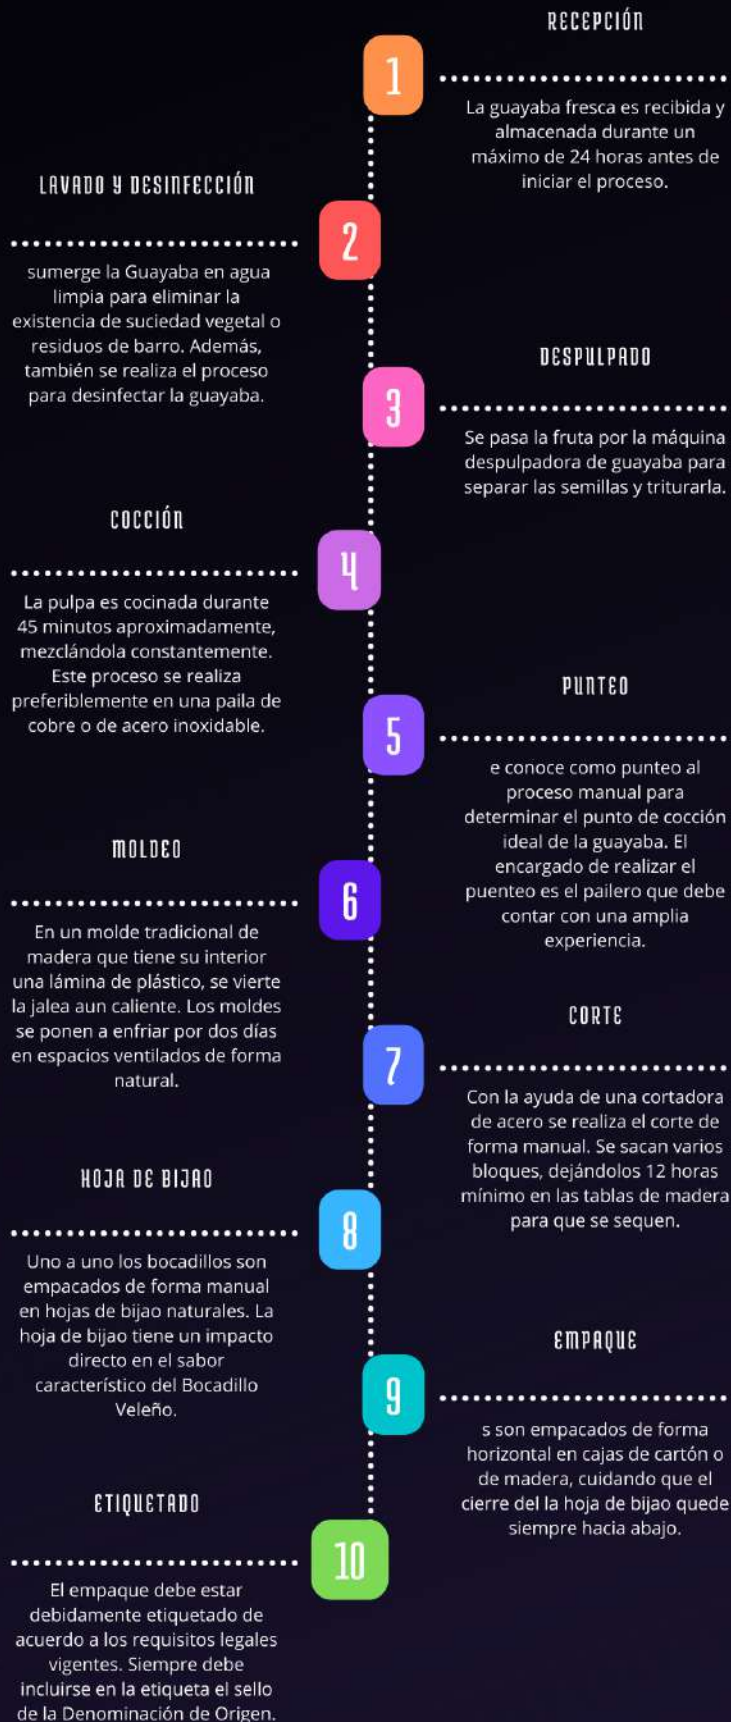 RECEPCIÓN
1
La guayaba fresca es recibida y
almacenada durante un
máximo de 24 horas antes de
iniciar el proceso.
LAVADO Y DESINFECCIÓN
2
sumerge la Guayaba en agua
limpia para eliminar la
existencia de suciedad vegetal o
residuos de barro. Además,
también se realiza el proceso
para desinfectar la guayaba.
DESPULPADO
3
Se pasa la fruta por la máquina
despulpadora de guayaba para
separar las semillas y triturarla.
COCCIÓN
4
La pulpa es cocinada durante
45 minutos aproximadamente,
mezclándola constantemente.
Este proceso se realiza
preferiblemente en una paila de
cobre o de acero inoxidable.
PUNTEO
5
e conoce como punteo al
proceso manual para
determinar el punto de cocción
ideal de la guayaba. El
encargado de realizar el
puenteo es el pailero que debe
contar con una amplia
experiencia.
MOLDEO
6
En un molde tradicional de
madera que tiene su interior
una lámina de plástico, se vierte
la jalea aun caliente. Los moldes
se ponen a enfriar por dos días
en espacios ventilados de forma
natural.
CORTE
7
Con la ayuda de una cortadora
de acero se realiza el corte de
forma manual. Se sacan varios
bloques, dejándolos 12 horas
mínimo en las tablas de madera
para que se sequen.
HOJA DE BIJAO
8
Uno a uno los bocadillos son
empacados de forma manual
en hojas de bijao naturales. La
hoja de bijao tiene un impacto
directo en el sabor
característico del Bocadillo
Veleño.
EMPAQUE
9
s son empacados de forma
horizontal en cajas de cartón o
de madera, cuidando que el
cierre del la hoja de bijao quede
siempre hacia abajo.
ETIQUETADO
10
El empaque debe estar
debidamente etiquetado de
acuerdo a los requisitos legales
vigentes. Siempre debe
incluirse en la etiqueta el sello
de la Denominación de Origen.